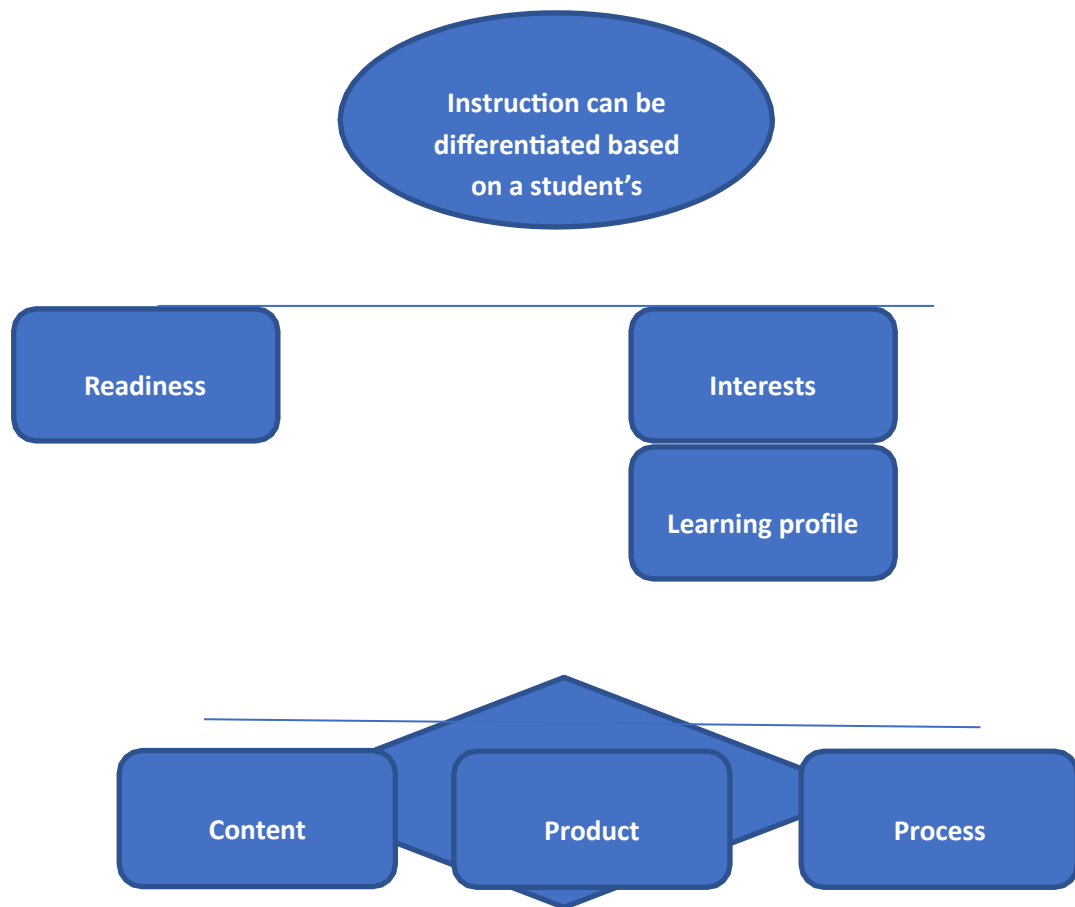 Instruction can be
differentiated based
on a student’s
Readiness
Interests
Learning profile
Content
Product
Process